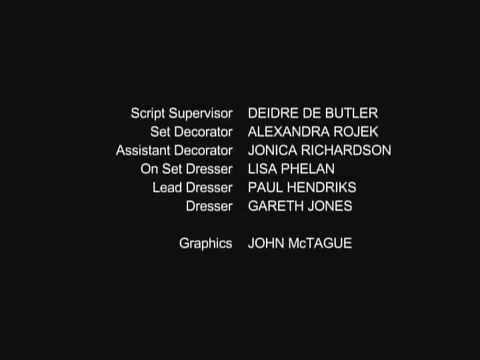 Script Supervisor DEIDRE DE BUTLER
Set Decorator ALEXANDRA ROJEK
Assistant Decorator JONICA RICHARDSON
On Set Dresser LISA PHELAN
Lead Dresser PAUL HENDRIKS
Dresser GARETH JONES
Graphics JOHN McTAGUE